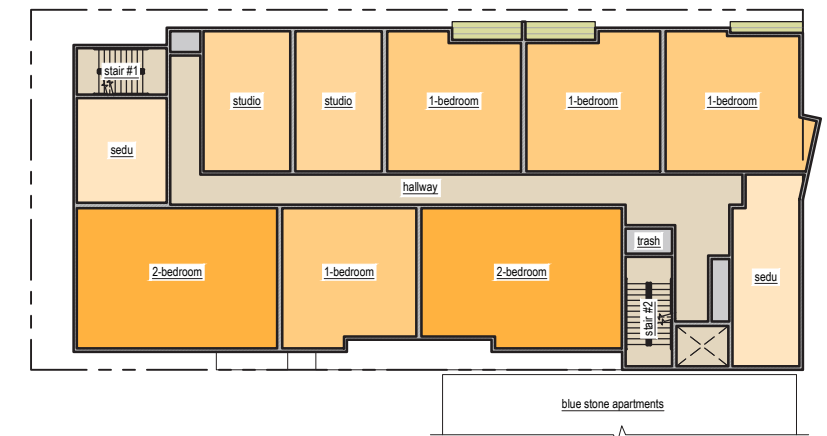 stair #1
studio
studio
1-bedroom
1-bedroom
1-bedroom
sedu
hallway
trash
2-bedroom
1-bedroom
2-bedroom
sedu
stair #2
blue stone apartments